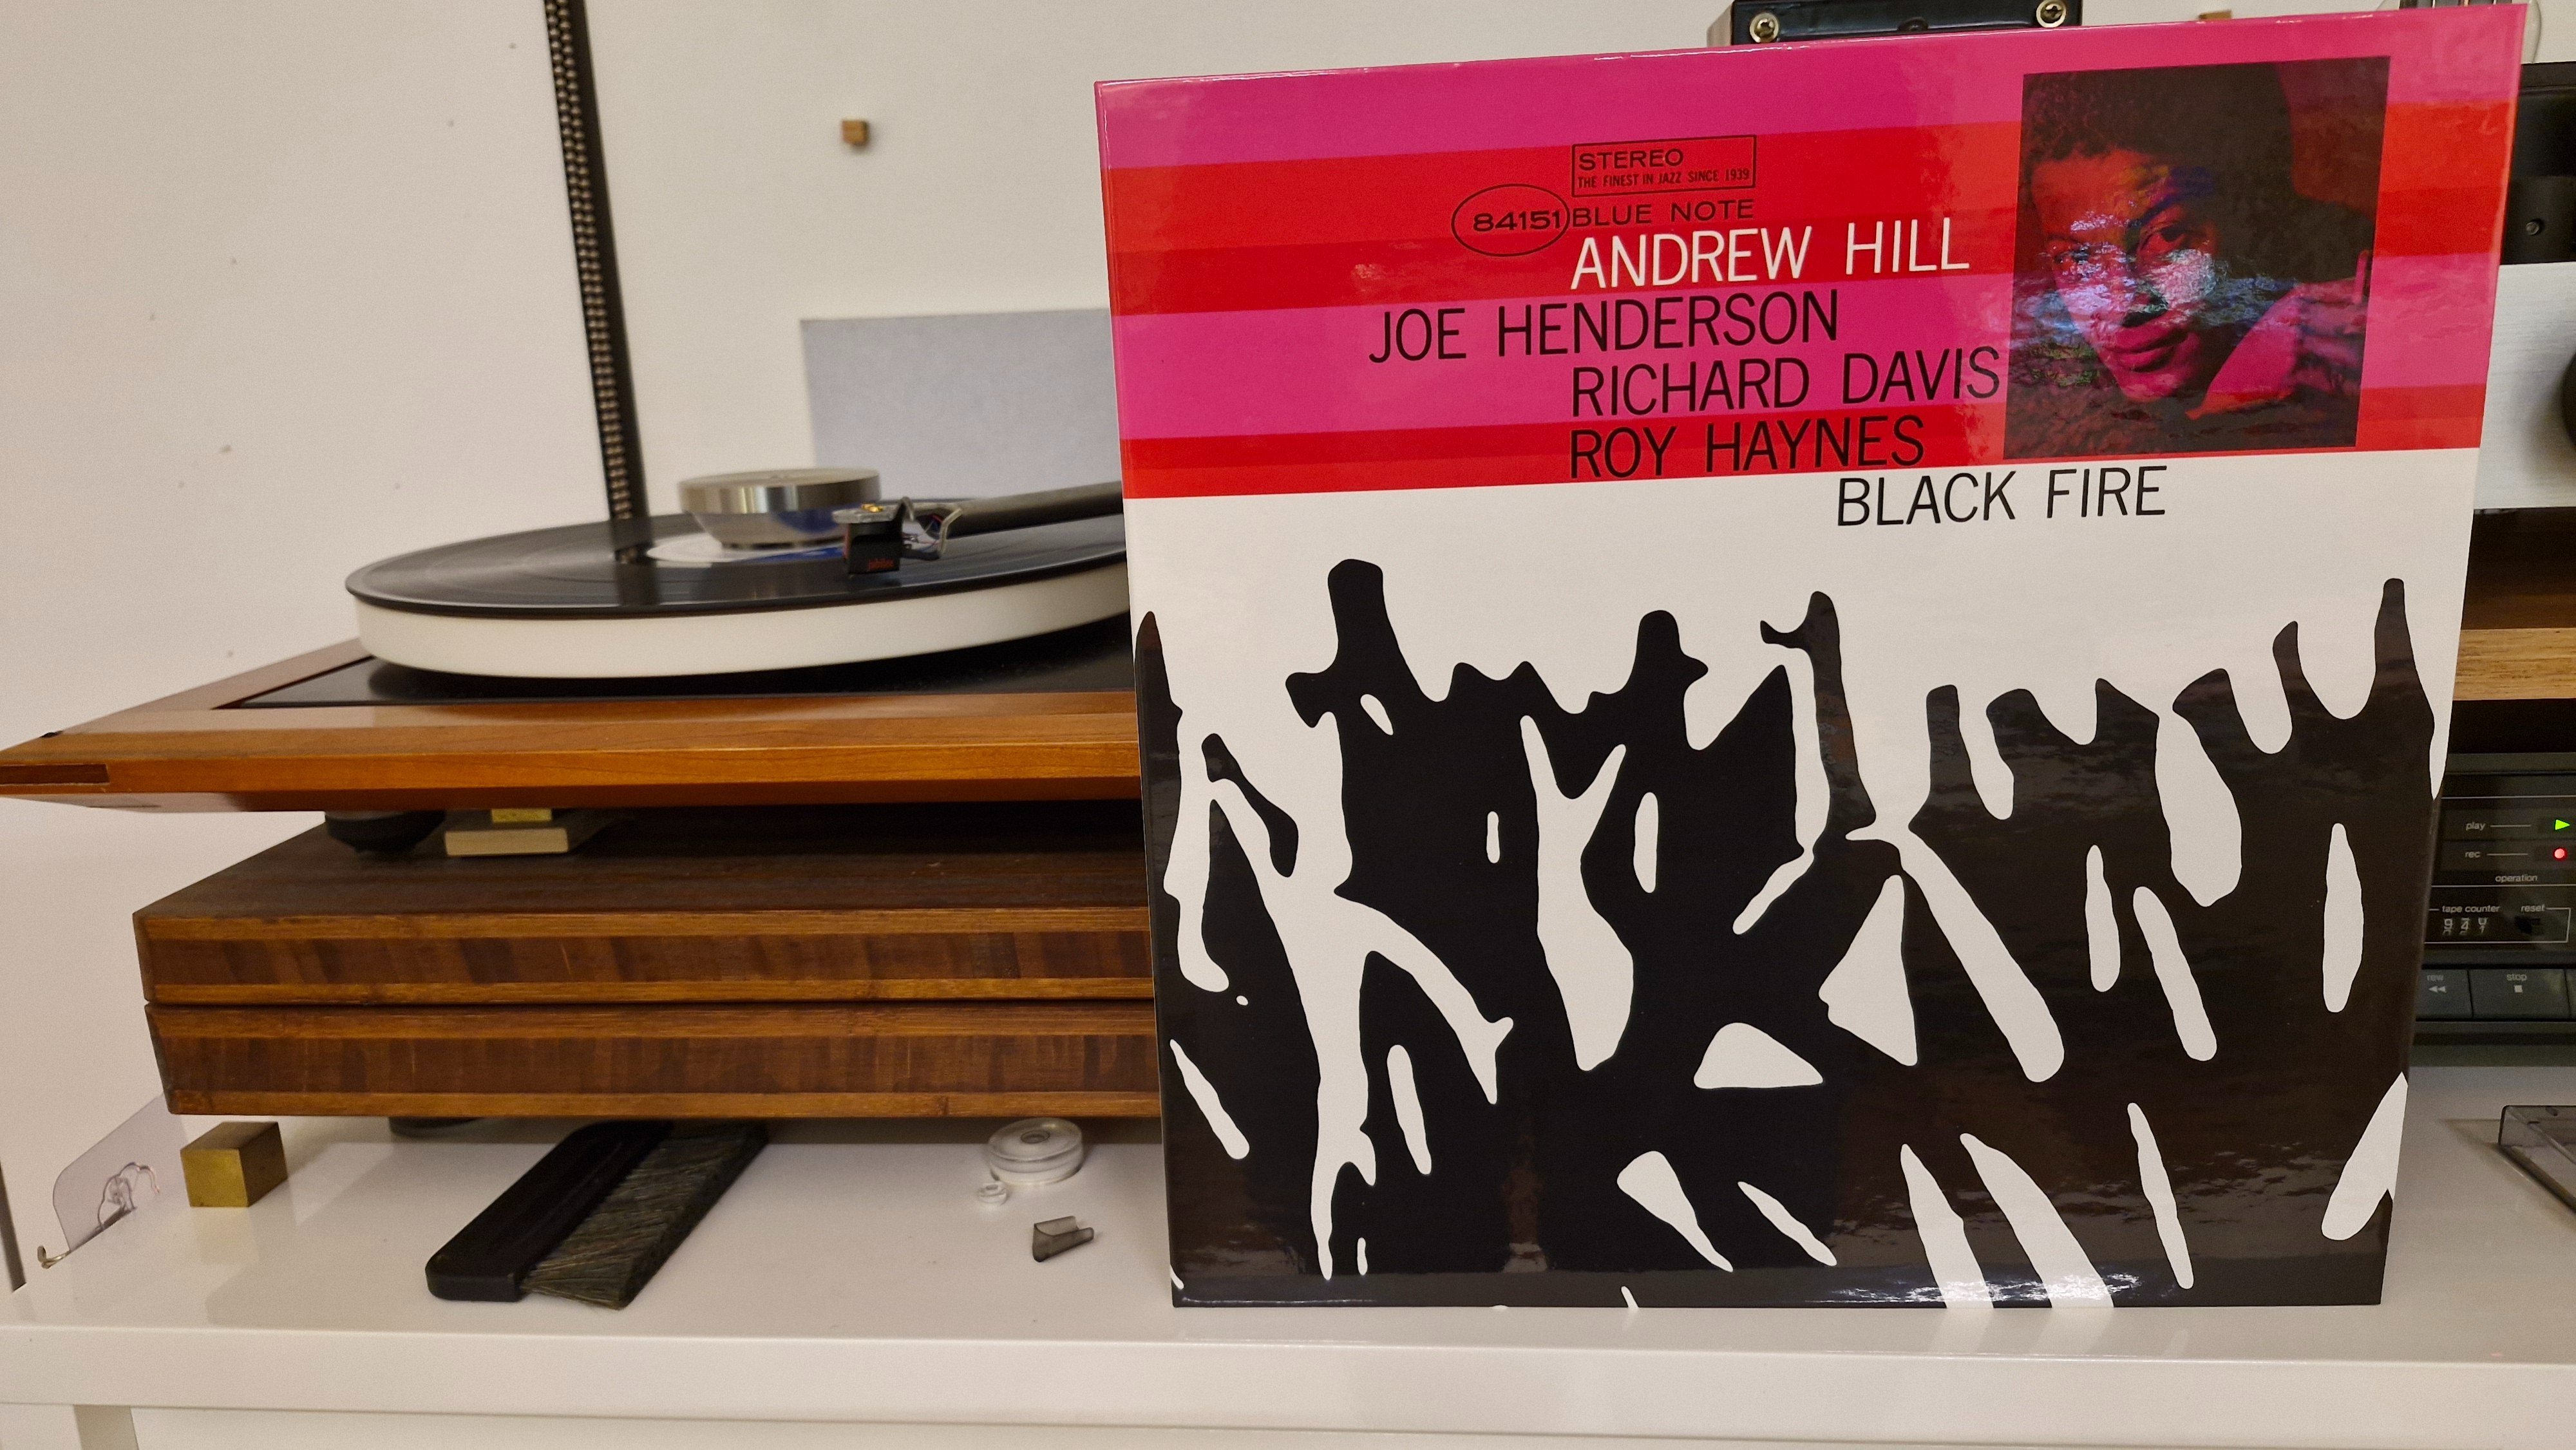 STEREO
THE FINEST IN JAZZ SINCE 1939
84151 BLUE NOTE
ANDREW HILL
JOE HENDERSON
RICHARD DAVIS
ROY HAYNES
BLACK FIRE
jubilee
play
rec
operation
tape counter reset
rew stop